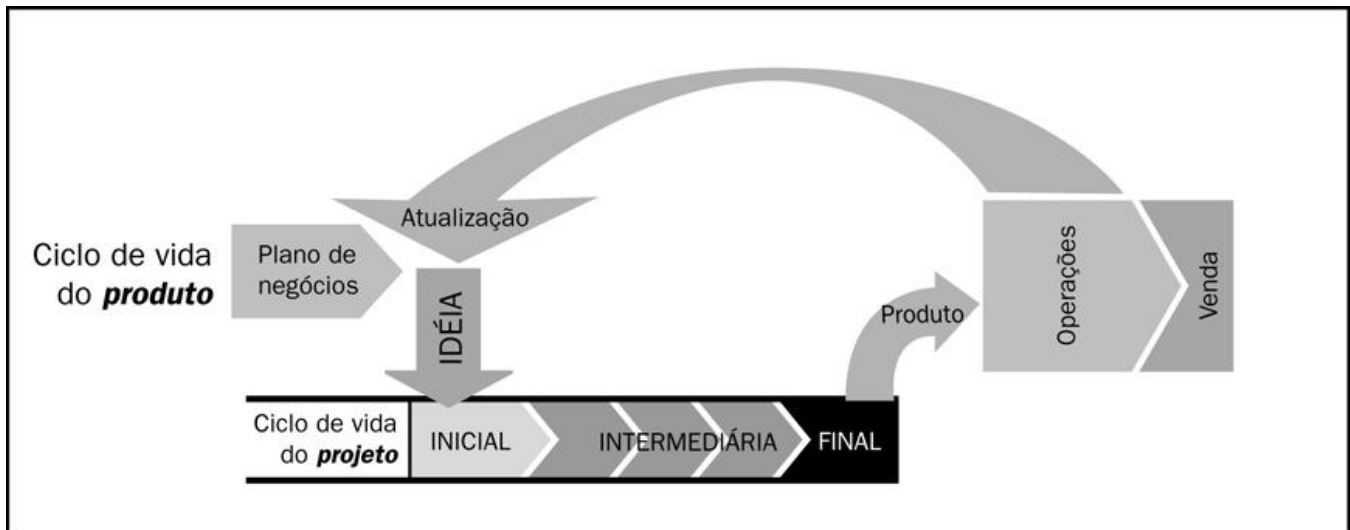 Atualização
Ciclo de vida
do produto
Plano de
negócios
IDÉIA
Produto
Operações
Venda
Ciclo de vida
do projeto
INICIAL
INTERMEDIÁRIA
FINAL